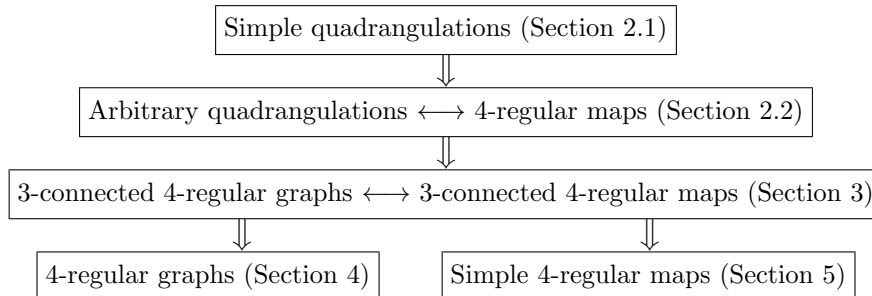 Simple quadrangulations (Section 2.1)
Arbitrary quadrangulations ⟷ 4-regular maps (Section 2.2)
3-connected 4-regular graphs ⟷ 3-connected 4-regular maps (Section 3)
4-regular graphs (Section 4) Simple 4-regular maps (Section 5)